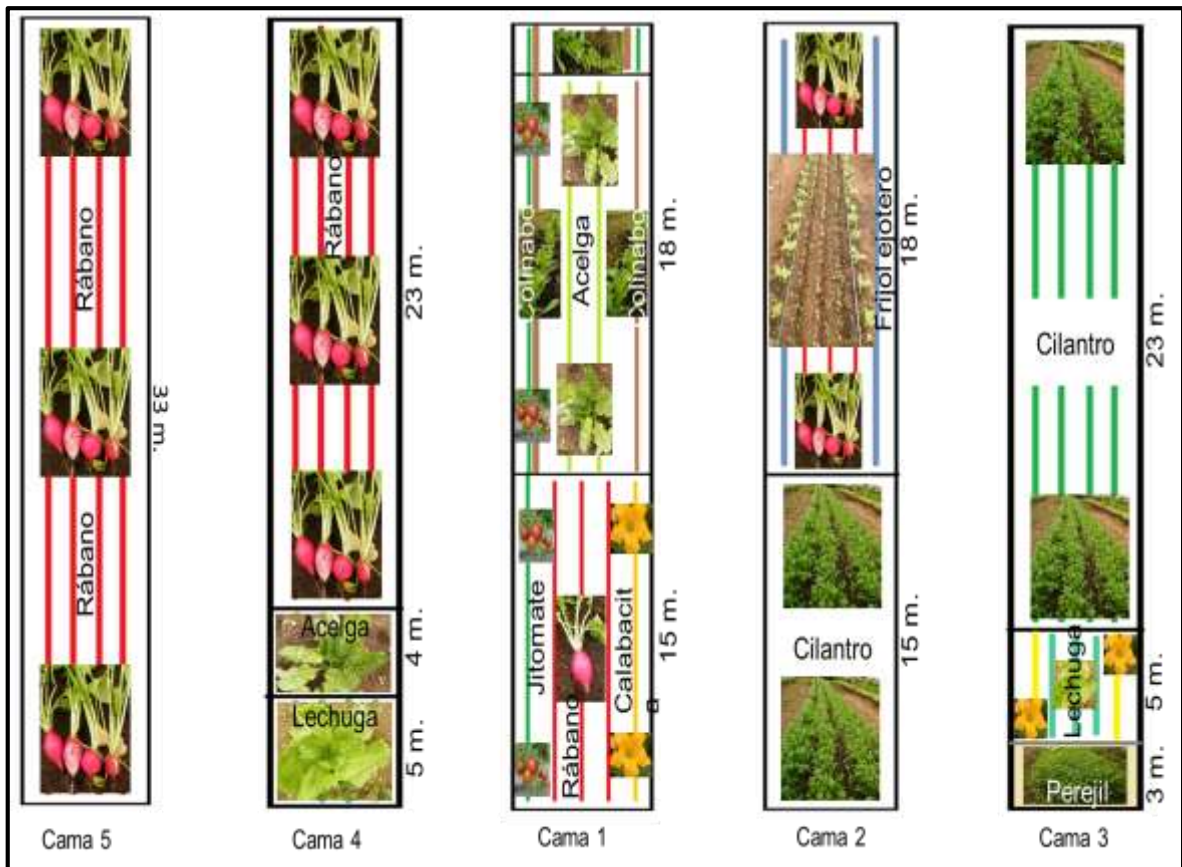 Rábano
Rábano
33 m.
Cama 5
Rábano
23 m.
Acelga
4 m.
Lechuga
5 m.
Cama 4
Colinabo
Acelga
Colinabo
18 m.
Jitomate
Rábano
Calabacit
a
15 m.
Cama 1
Frijol ejotero
18 m.
Cilantro
15 m.
Cama 2
Cilantro
23 m.
Lechuga
5 m.
Perejil
3 m.
Cama 3